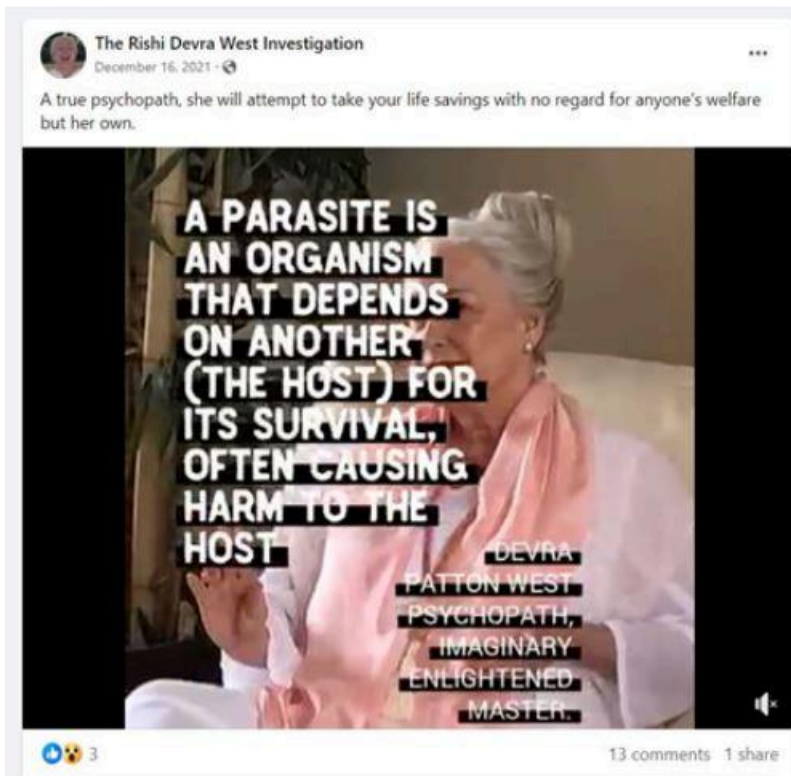 The Rishi Devra West Investigation
December 16, 2021 ·
A true psychopath, she will attempt to take your life savings with no regard for anyone's welfare
but her own.
A PARASITE IS
AN ORGANISM
THAT DEPENDS
ON ANOTHER
(THE HOST) FOR
ITS SURVIVAL,
OFTEN CAUSING
HARM TO THE
HOST
DEVRA
PATTON WEST
PSYCHOPATH,
IMAGINARY
ENLIGHTENED
MASTER.
3
13 comments 1 share